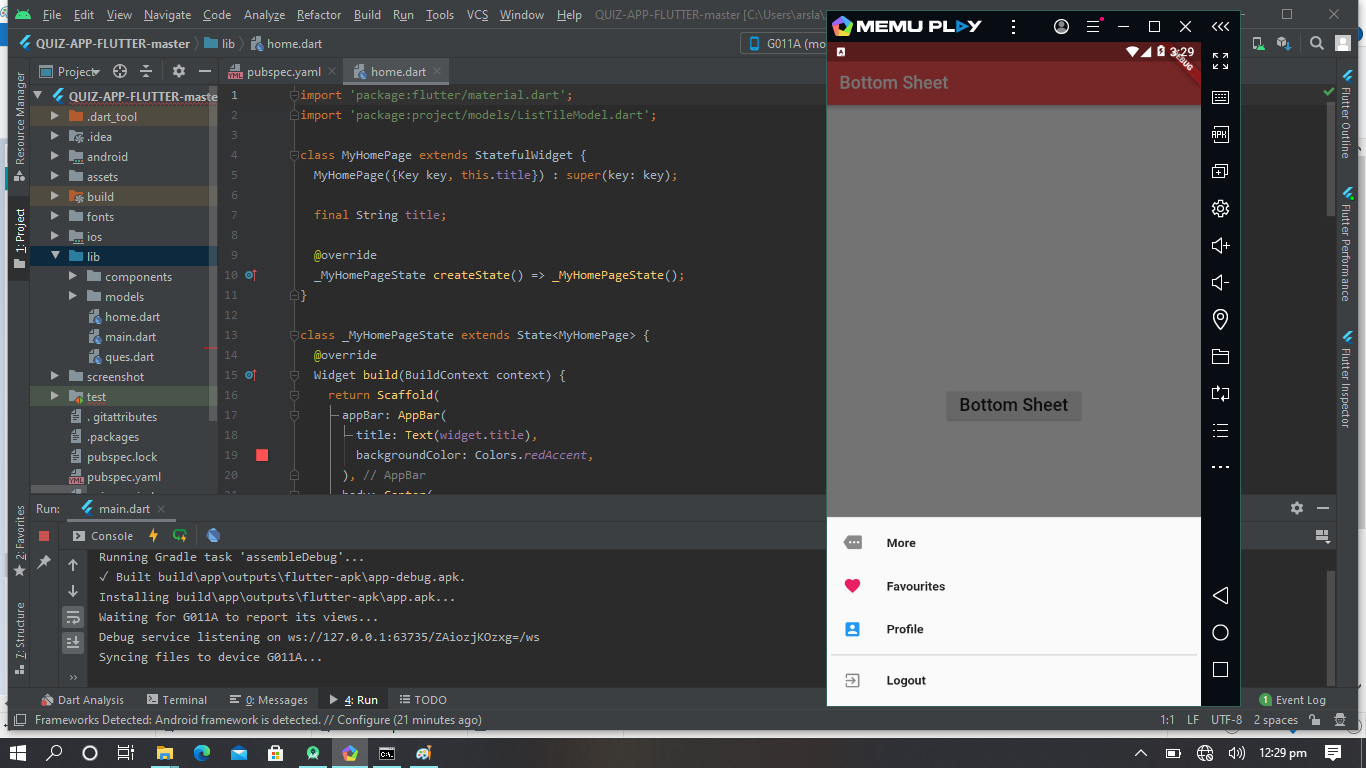 File Edit View Navigate Code Analyze Refactor Build Run Tools VCS Window Help QUIZ-APP-FLUTTER-master [C:\Users\arsla
QUIZ-APP-FLUTTER-master lib home.dart G011A (mo
Project pubspec.yaml home.dart
Resource Manager
1: Project
2: Favorites
7: Structure
QUIZ-APP-FLUTTER-maste
.dart_tool
.idea
android
assets
build
fonts
ios
lib
components
models
home.dart
main.dart
ques.dart
screenshot
test
.gitattributes
.packages
pubspec.lock
pubspec.yaml
1 import 'package:flutter/material.dart';
2 import 'package:project/models/ListTileModel.dart';
3
4 class MyHomePage extends StatefulWidget {
5 MyHomePage({Key key, this.title}) : super(key: key);
6
7 final String title;
8
9 @override
10 _MyHomePageState createState() => _MyHomePageState();
11 }
12
13 class _MyHomePageState extends State<MyHomePage> {
14 @override
15 Widget build(BuildContext context) {
16 return Scaffold(
17 appBar: AppBar(
18 title: Text(widget.title),
19 backgroundColor: Colors.redAccent,
20 ), // AppBar
21 body: Center(
MEMU PLAY
3:29
DEBUG
Bottom Sheet
Bottom Sheet
More
Favourites
Profile
Logout
APK
Flutter Outline
Flutter Performance
Flutter Inspector
Run: main.dart
Console
Running Gradle task 'assembleDebug'...
✓ Built build\app\outputs\flutter-apk\app-debug.apk.
Installing build\app\outputs\flutter-apk\app.apk...
Waiting for G011A to report its views...
Debug service listening on ws://127.0.0.1:63735/ZAiozjKOzxg=/ws
Syncing files to device G011A...
Dart Analysis Terminal 0: Messages 4: Run TODO 1 Event Log
Frameworks Detected: Android framework is detected. // Configure (21 minutes ago) 1:1 LF UTF-8 2 spaces
12:29 pm